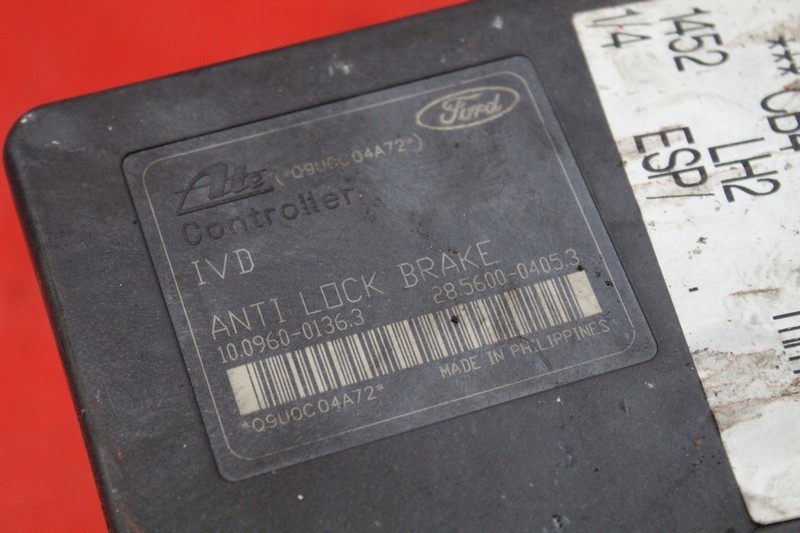 Ford
Ate (*Q9U0C04A72*)
Controller
IVD
ANTI LOCK BRAKE
10.0960-0136.3 28.5600-0405.3
MADE IN PHILIPPINES
*Q9U0C04A72*
1452
1/4
LH2
ESP/